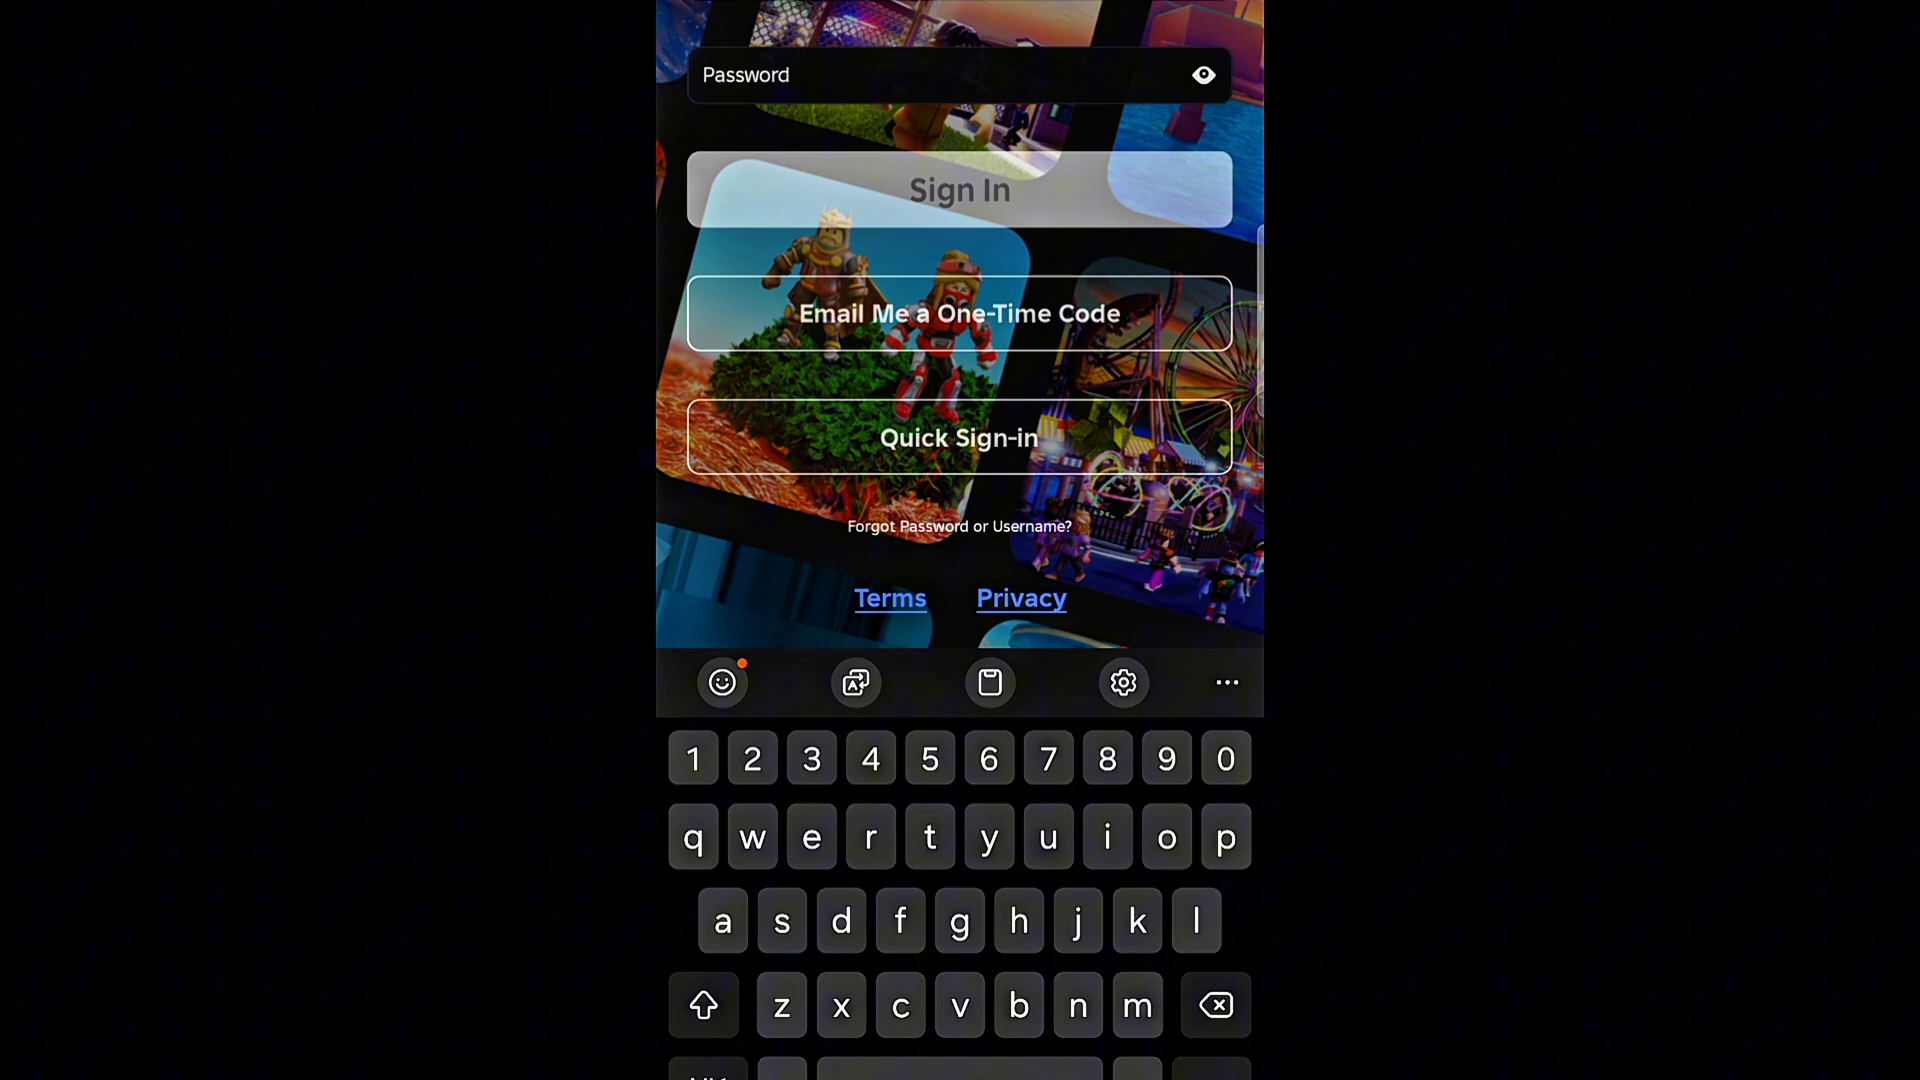 Password
Sign In
Email Me a One-Time Code
Quick Sign-in
Forgot Password or Username?
Terms Privacy
1 2 3 4 5 6 7 8 9 0
q w e r t y u i o p
a s d f g h j k l
z x c v b n m